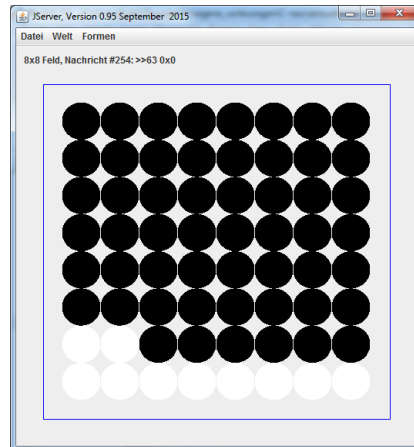 JServer, Version 0.95 September 2015
Datei Welt Formen
8x8 Feld, Nachricht #254: >>63 0x0